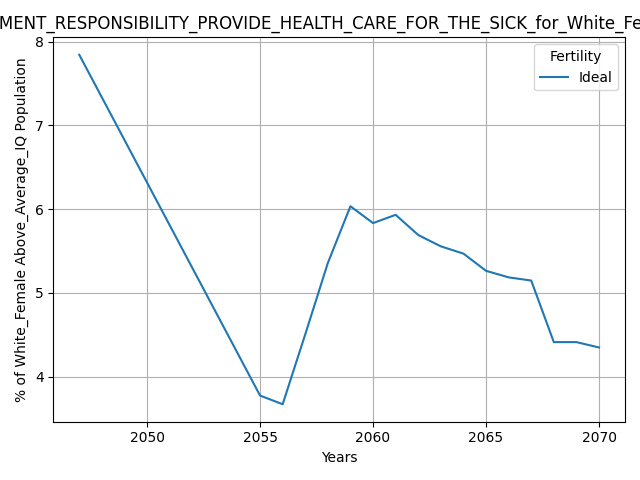 MENT_RESPONSIBILITY_PROVIDE_HEALTH_CARE_FOR_THE_SICK_for_White_Fe
Fertility
Ideal
% of White_Female Above_Average_IQ Population
8
7
6
5
4
2050 2055 2060 2065 2070
Years